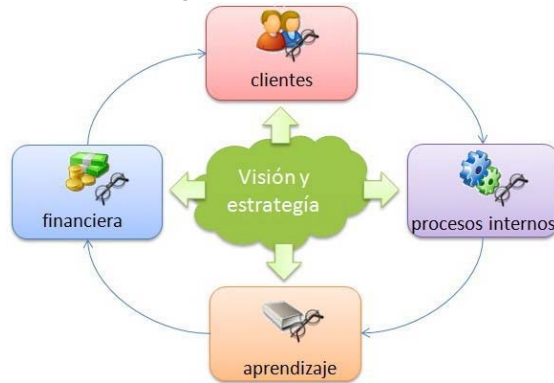 clientes
Visión y
estrategía
financiera
procesos internos
aprendizaje